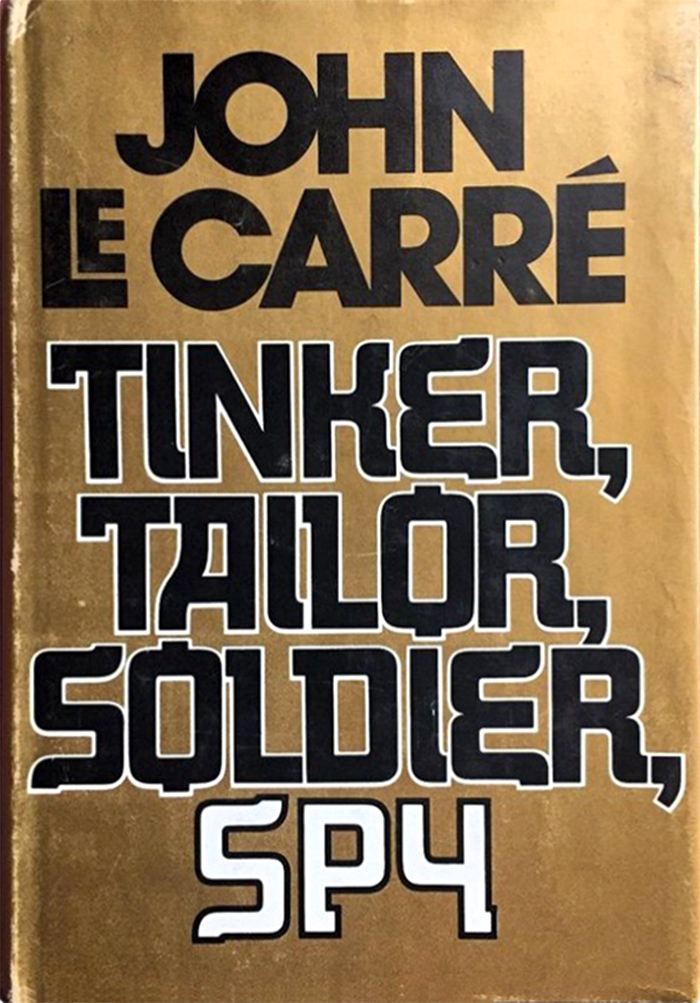 JOHN
LE CARRÉ
TINKER,
TAILOR,
SOLDIER,
SPY